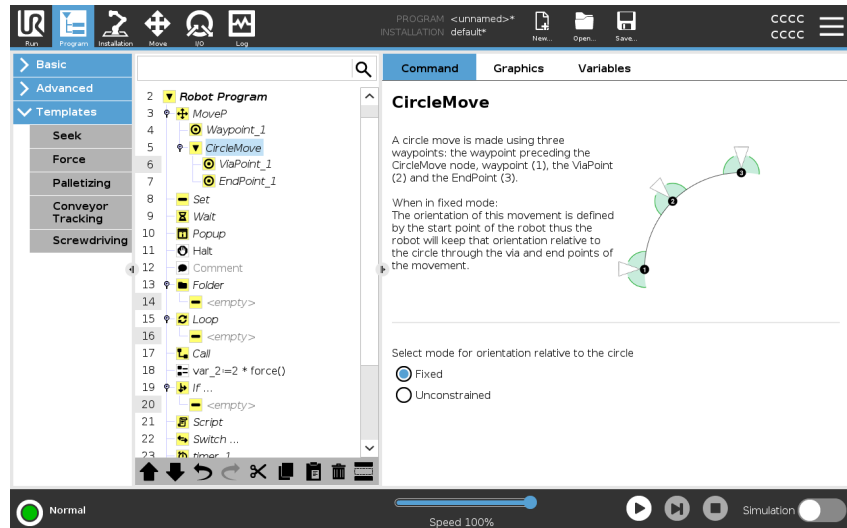 PROGRAM <unnamed>*
INSTALLATION default*
UR
Run
Program
Installation
Move
I/O
Log
New...
Open...
Save...
cccc
cccc
Basic
Advanced
Templates
Seek
Force
Palletizing
Conveyor
Tracking
Screwdriving
2 Robot Program
3 MoveP
4 Waypoint_1
5 CircleMove
6 ViaPoint_1
7 EndPoint_1
8 Set
9 Wait
10 Popup
11 Halt
12 Comment
13 Folder
14 <empty>
15 Loop
16 <empty>
17 Call
18 var_2≔2 * force()
19 If ...
20 <empty>
21 Script
22 Switch ...
23 timer_1
Command
Graphics
Variables
CircleMove
A circle move is made using three
waypoints: the waypoint preceding the
CircleMove node, waypoint (1), the ViaPoint
(2) and the EndPoint (3).
When in fixed mode:
The orientation of this movement is defined
by the start point of the robot thus the
robot will keep that orientation relative to
the circle through the via and end points of
the movement.
1
2
3
Select mode for orientation relative to the circle
Fixed
Unconstrained
Normal
Speed 100%
Simulation